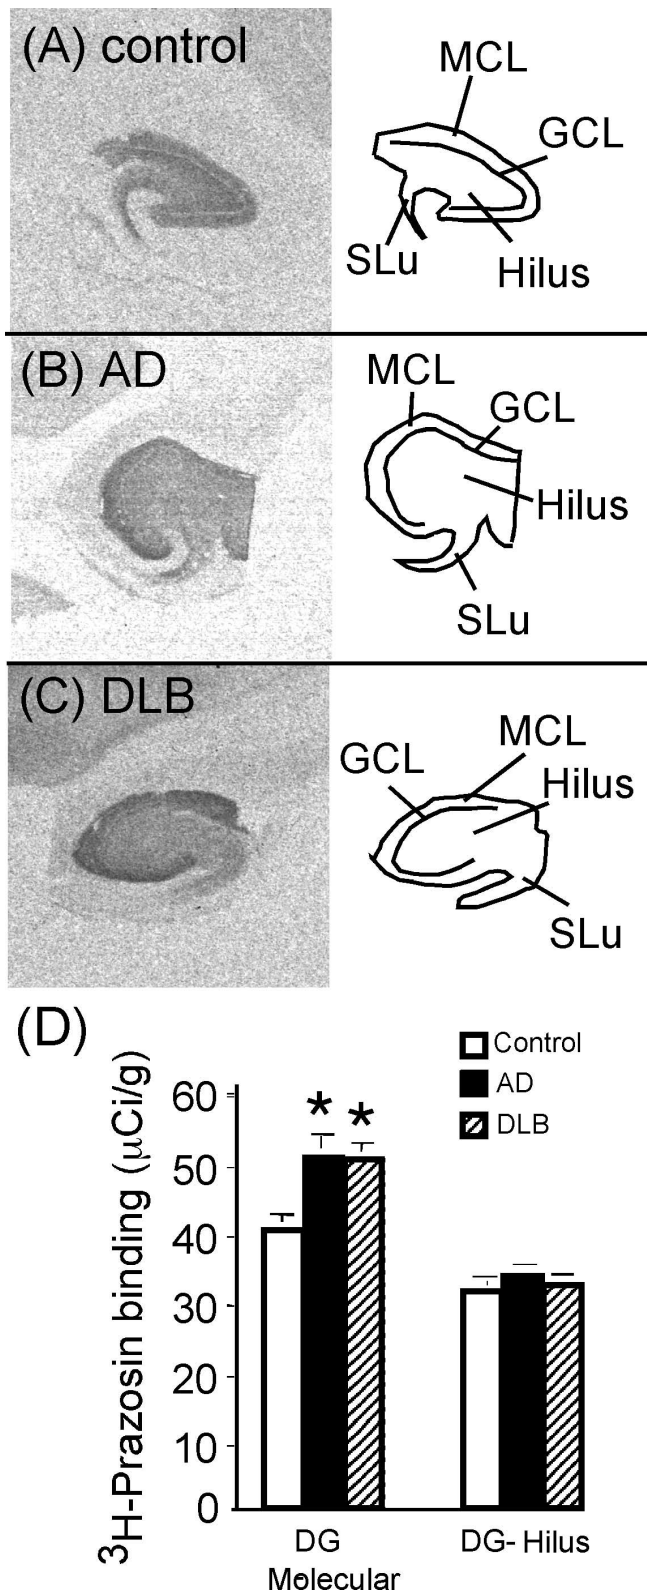 (A) control
MCL
GCL
SLu
Hilus
(B) AD
MCL
GCL
Hilus
SLu
(C) DLB
MCL
GCL
Hilus
SLu
(D)
Control
AD
DLB
³H-Prazosin binding (µCi/g)
60
50
40
30
20
10
0
* *
DG
Molecular
DG- Hilus